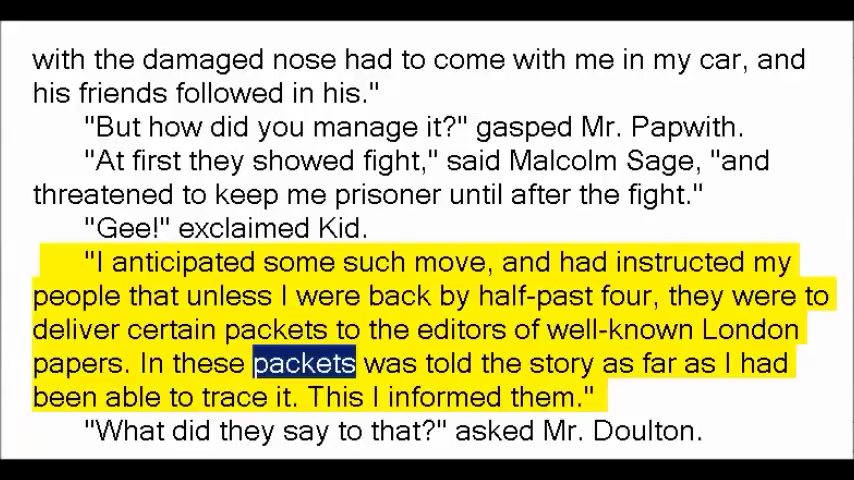 with the damaged nose had to come with me in my car, and
his friends followed in his."
"But how did you manage it?" gasped Mr. Papwith.
"At first they showed fight," said Malcolm Sage, "and
threatened to keep me prisoner until after the fight."
"Gee!" exclaimed Kid.
"I anticipated some such move, and had instructed my
people that unless I were back by half-past four, they were to
deliver certain packets to the editors of well-known London
papers. In these packets was told the story as far as I had
been able to trace it. This I informed them."
"What did they say to that?" asked Mr. Doulton.